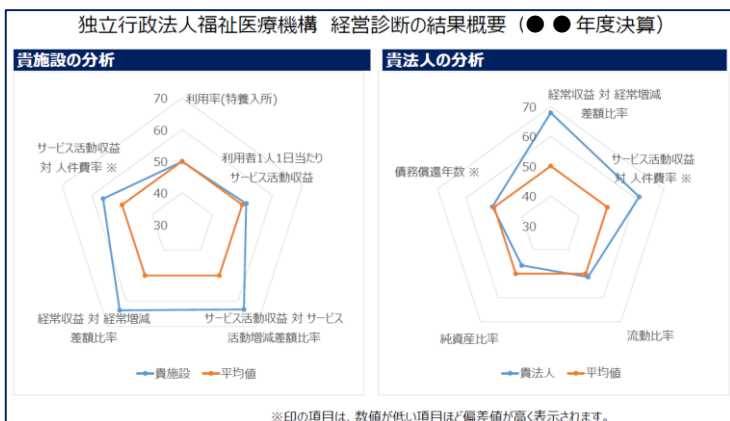 独立行政法人福祉医療機構 経営診断の結果概要（●●年度決算）
貴施設の分析
70
60
50
40
30
利用率(特養入所)
利用者1人1日当たり
サービス活動収益
サービス活動収益 対 サービス
活動増減差額比率
経常収益 対 経常増減
差額比率
サービス活動収益
対 人件費率 ※
貴施設
平均値
貴法人の分析
70
60
50
40
30
経常収益 対 経常増減
差額比率
サービス活動収益
対 人件費率 ※
流動比率
純資産比率
債務償還年数 ※
貴法人
平均値
※印の項目は、数値が低い項目ほど偏差値が高く表示されます。